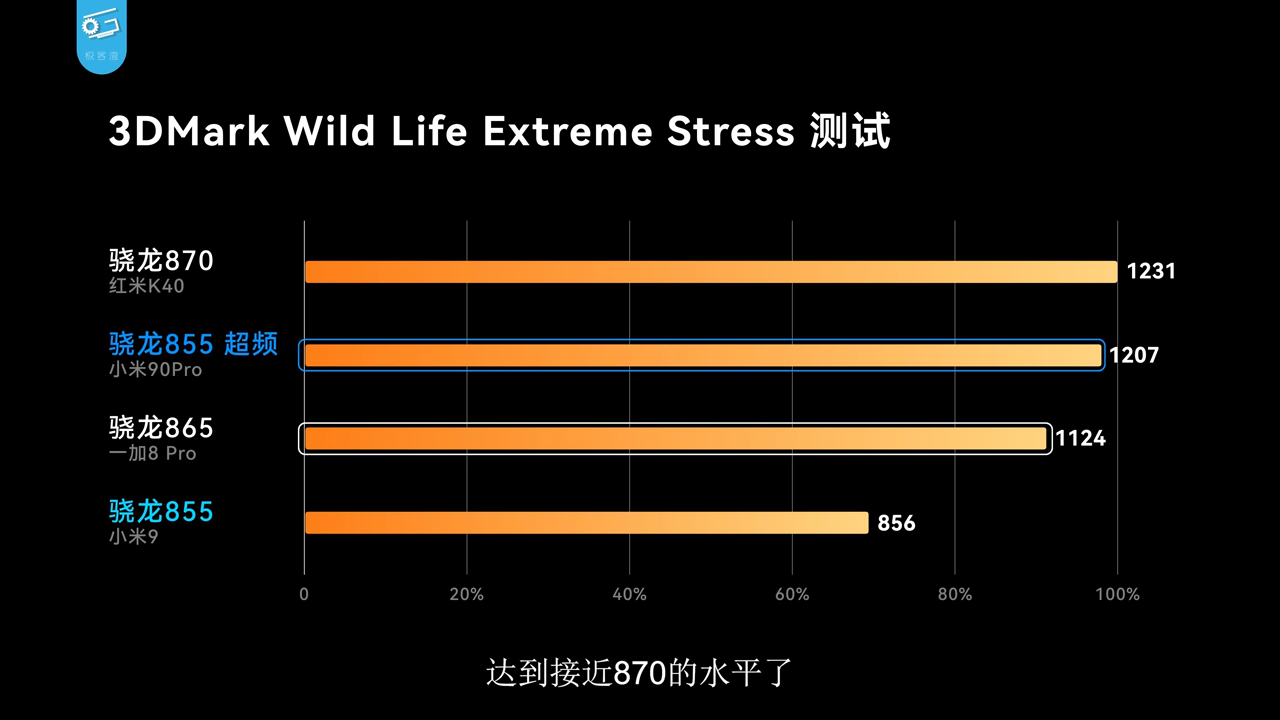 极客湾
3DMark Wild Life Extreme Stress 测试
骁龙870
红米K40
1231
骁龙855 超频
小米90Pro
1207
骁龙865
一加8 Pro
1124
骁龙855
小米9
856
0 20% 40% 60% 80% 100%
达到接近870的水平了